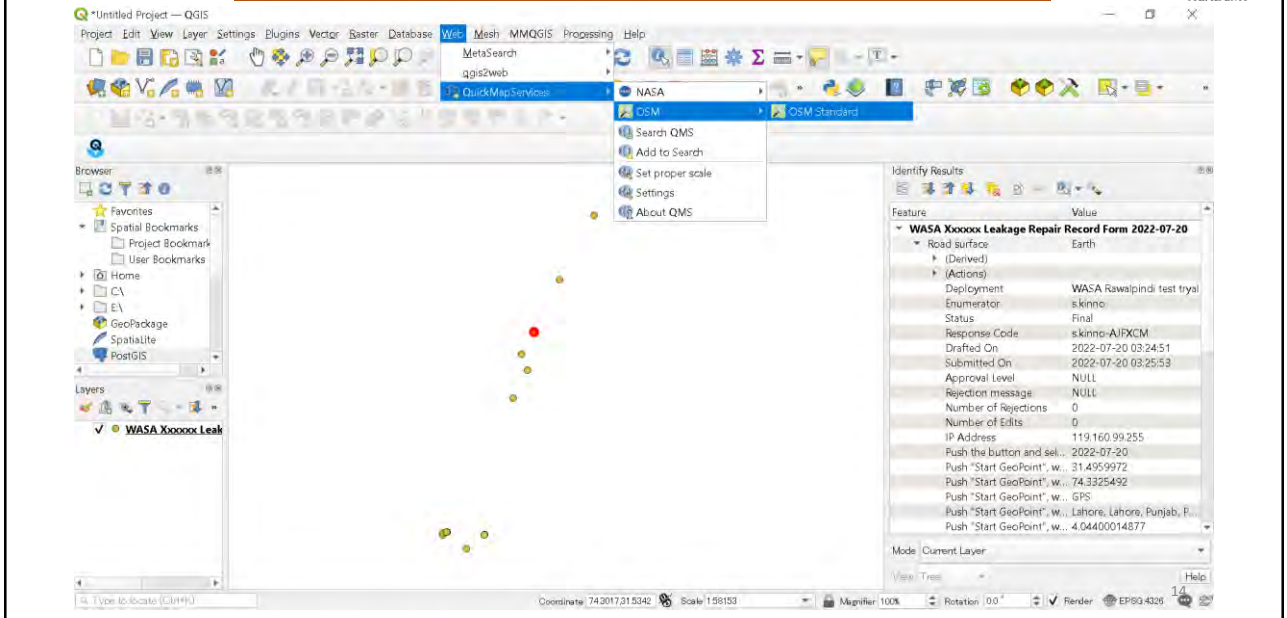 *Untitled Project — QGIS
Project Edit View Layer Settings Plugins Vector Raster Database Web Mesh MMQGIS Processing Help
MetaSearch
qgis2web
QuickMapServices
NASA
OSM
OSM Standard
Search QMS
Add to Search
Set proper scale
Settings
About QMS
Browser
Favorites
Spatial Bookmarks
Project Bookmark
User Bookmarks
Home
C:\
E:\
GeoPackage
SpatiaLite
PostGIS
Layers
WASA Xxxxxx Leak
Identify Results
Feature Value
WASA Xxxxxx Leakage Repair Record Form 2022-07-20
Road surface Earth
(Derived)
(Actions)
Deployment WASA Rawalpindi test tryal
Enumerator s.kinno
Status Final
Response Code s.kinno-AJFXCM
Drafted On 2022-07-20 03:24:51
Submitted On 2022-07-20 03:25:53
Approval Level NULL
Rejection message NULL
Number of Rejections 0
Number of Edits 0
IP Address 119.160.99.255
Push the button and sel... 2022-07-20
Push "Start GeoPoint", w... 31.4959972
Push "Start GeoPoint", w... 74.3325492
Push "Start GeoPoint", w... GPS
Push "Start GeoPoint", w... Lahore, Lahore, Punjab, P...
Push "Start GeoPoint", w... 4.04400014877
Mode Current Layer
View Tree
Help
Type to locate (Ctrl+K)
Coordinate 74.3017,31.5342 Scale 1:58153 Magnifier 100% Rotation 0.0° Render EPSG:4326
14